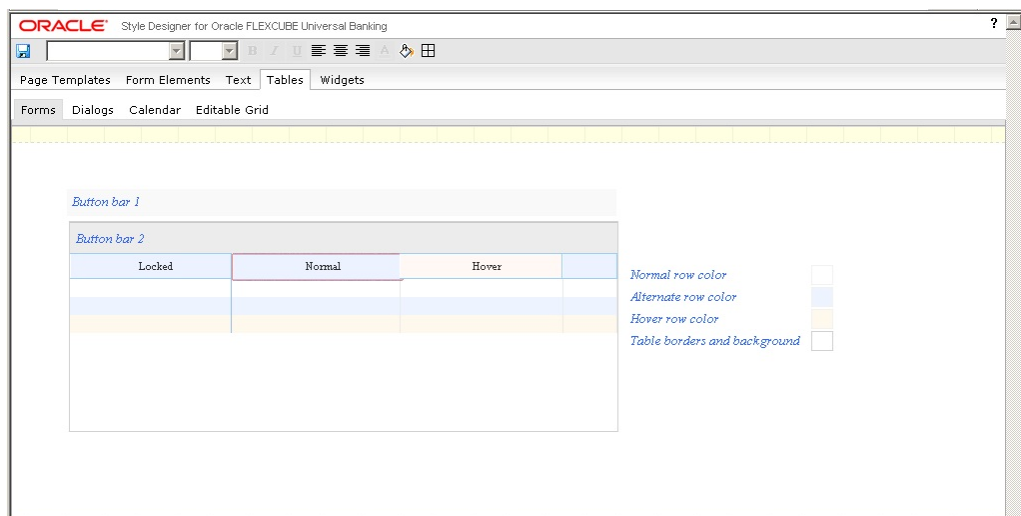 ORACLE® Style Designer for Oracle FLEXCUBE Universal Banking ?
B I U A
Page Templates Form Elements Text Tables Widgets
Forms Dialogs Calendar Editable Grid
Button bar 1
Button bar 2
Locked Normal Hover
Normal row color
Alternate row color
Hover row color
Table borders and background